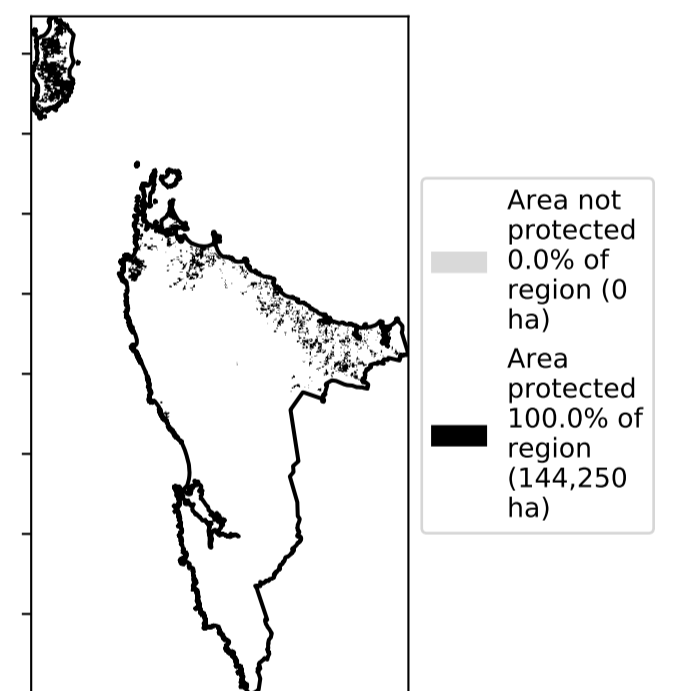 Area not
protected
0.0% of
region (0
ha)
Area
protected
100.0% of
region
(144,250
ha)